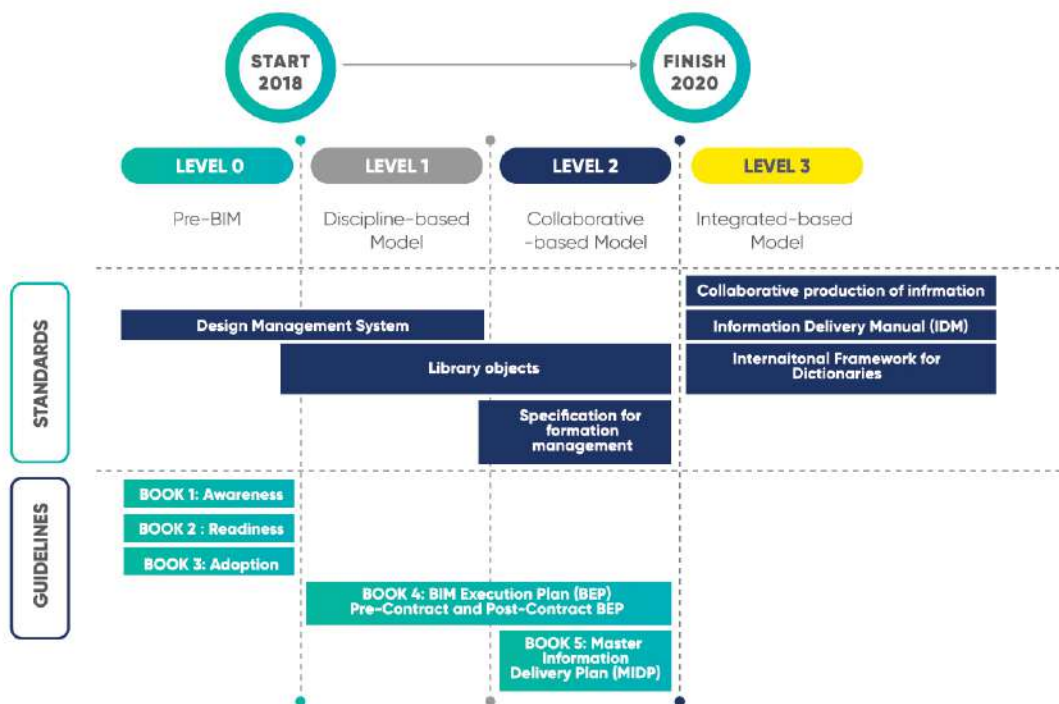 START
2018
FINISH
2020
LEVEL 0
LEVEL 1
LEVEL 2
LEVEL 3
Pre-BIM
Discipline-based
Model
Collaborative
-based Model
Integrated-based
Model
STANDARDS
Collaborative production of infrmation
Design Management System
Information Delivery Manual (IDM)
Library objects
Internaitonal Framework for
Dictionaries
Specification for
formation
management
GUIDELINES
BOOK 1: Awareness
BOOK 2 : Readiness
BOOK 3: Adoption
BOOK 4: BIM Execution Plan (BEP)
Pre-Contract and Post-Contract BEP
BOOK 5: Master
Information
Delivery Plan (MIDP)